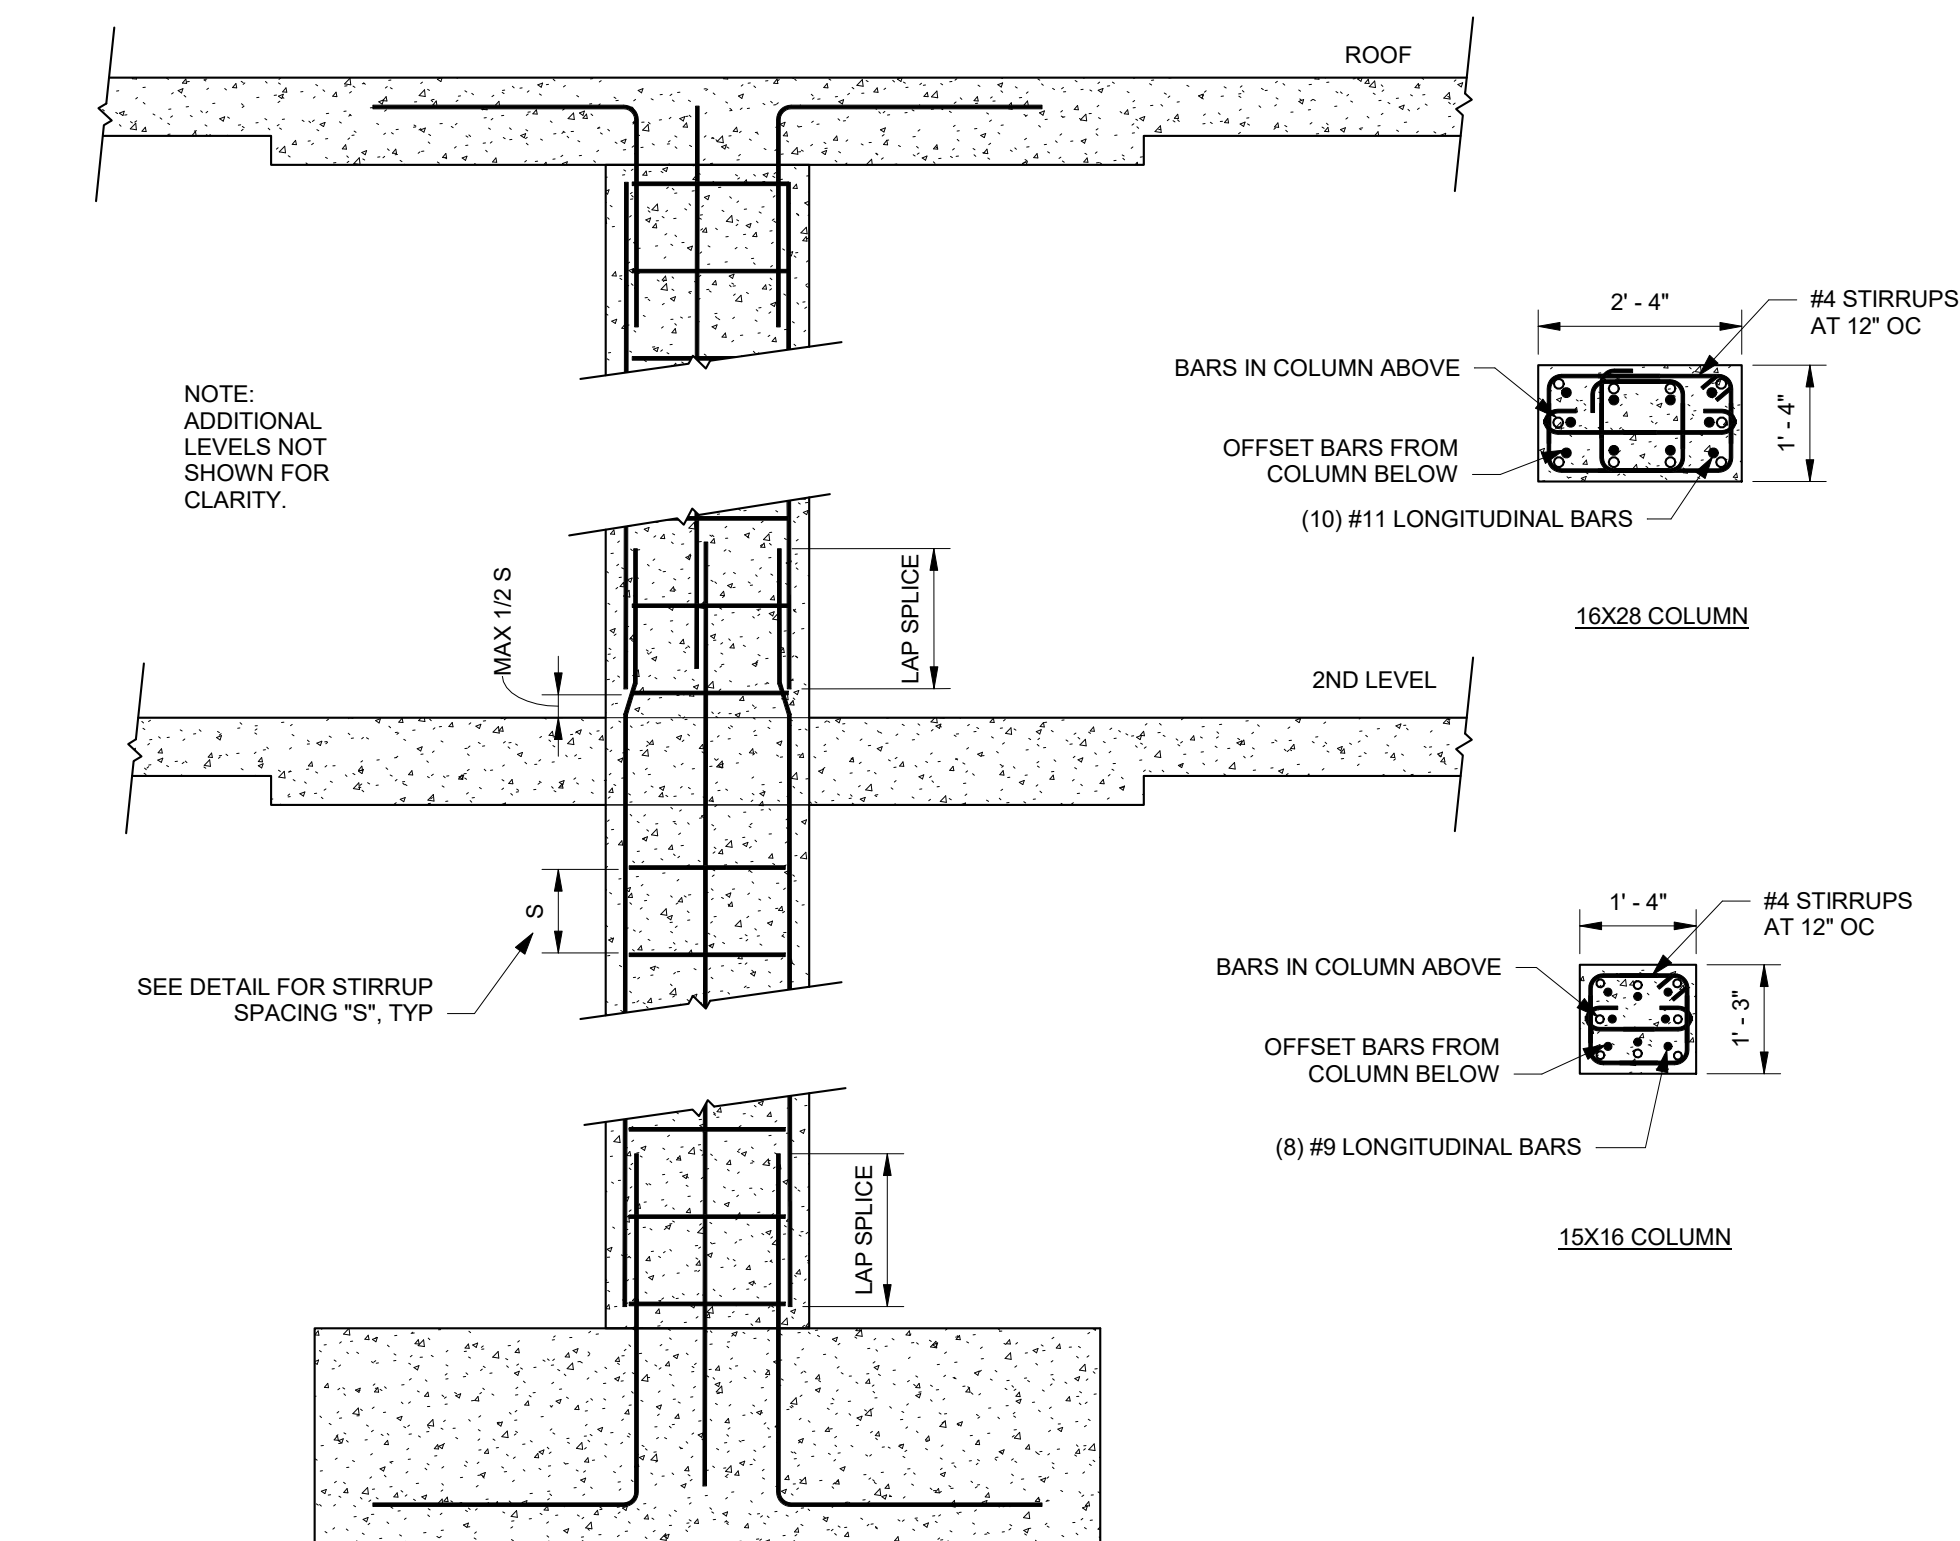 ROOF
NOTE:
ADDITIONAL
LEVELS NOT
SHOWN FOR
CLARITY.
2' - 4"
#4 STIRRUPS
AT 12" OC
BARS IN COLUMN ABOVE
1' - 4"
OFFSET BARS FROM
COLUMN BELOW
(10) #11 LONGITUDINAL BARS
16X28 COLUMN
MAX 1/2 S
LAP SPLICE
2ND LEVEL
S
SEE DETAIL FOR STIRRUP
SPACING "S", TYP
1' - 4"
#4 STIRRUPS
AT 12" OC
BARS IN COLUMN ABOVE
1' - 3"
OFFSET BARS FROM
COLUMN BELOW
(8) #9 LONGITUDINAL BARS
15X16 COLUMN
LAP SPLICE